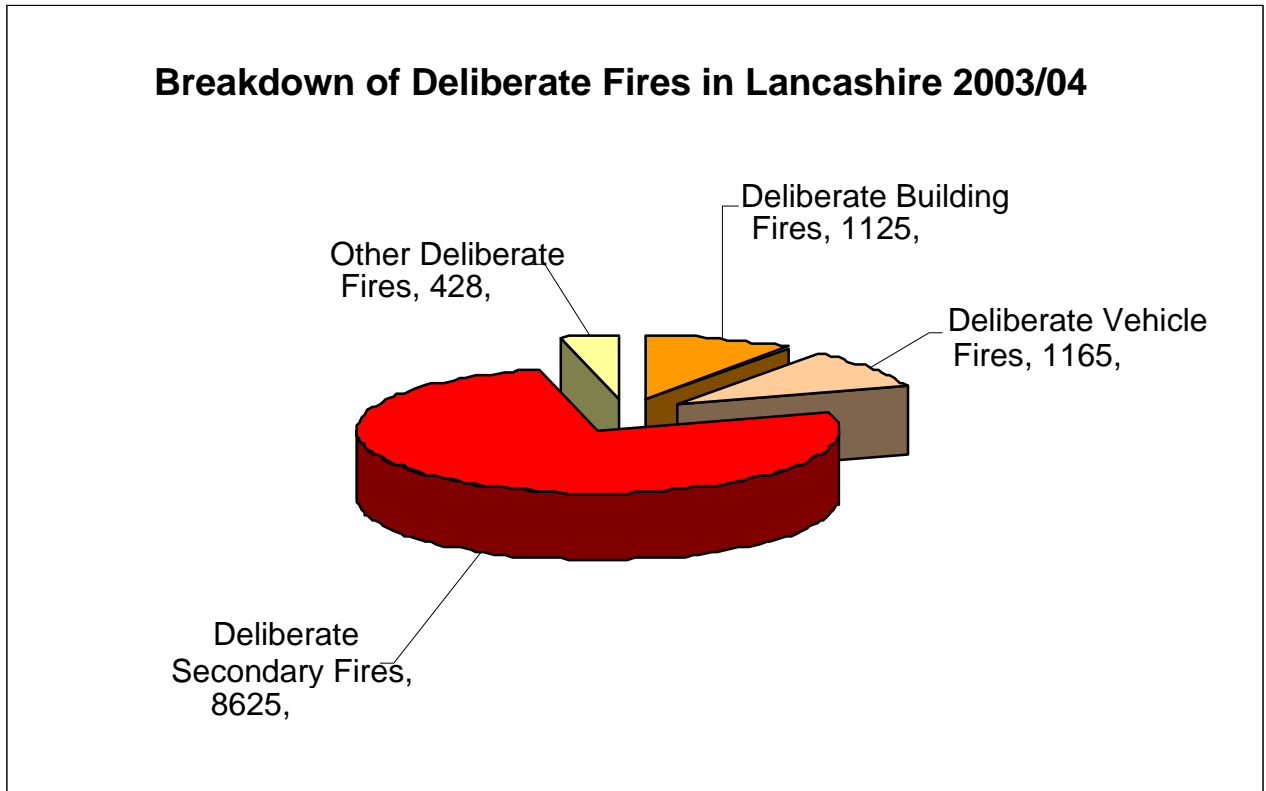 Breakdown of Deliberate Fires in Lancashire 2003/04
Deliberate Building
Fires, 1125,
Other Deliberate
Fires, 428,
Deliberate Vehicle
Fires, 1165,
Deliberate
Secondary Fires,
8625,